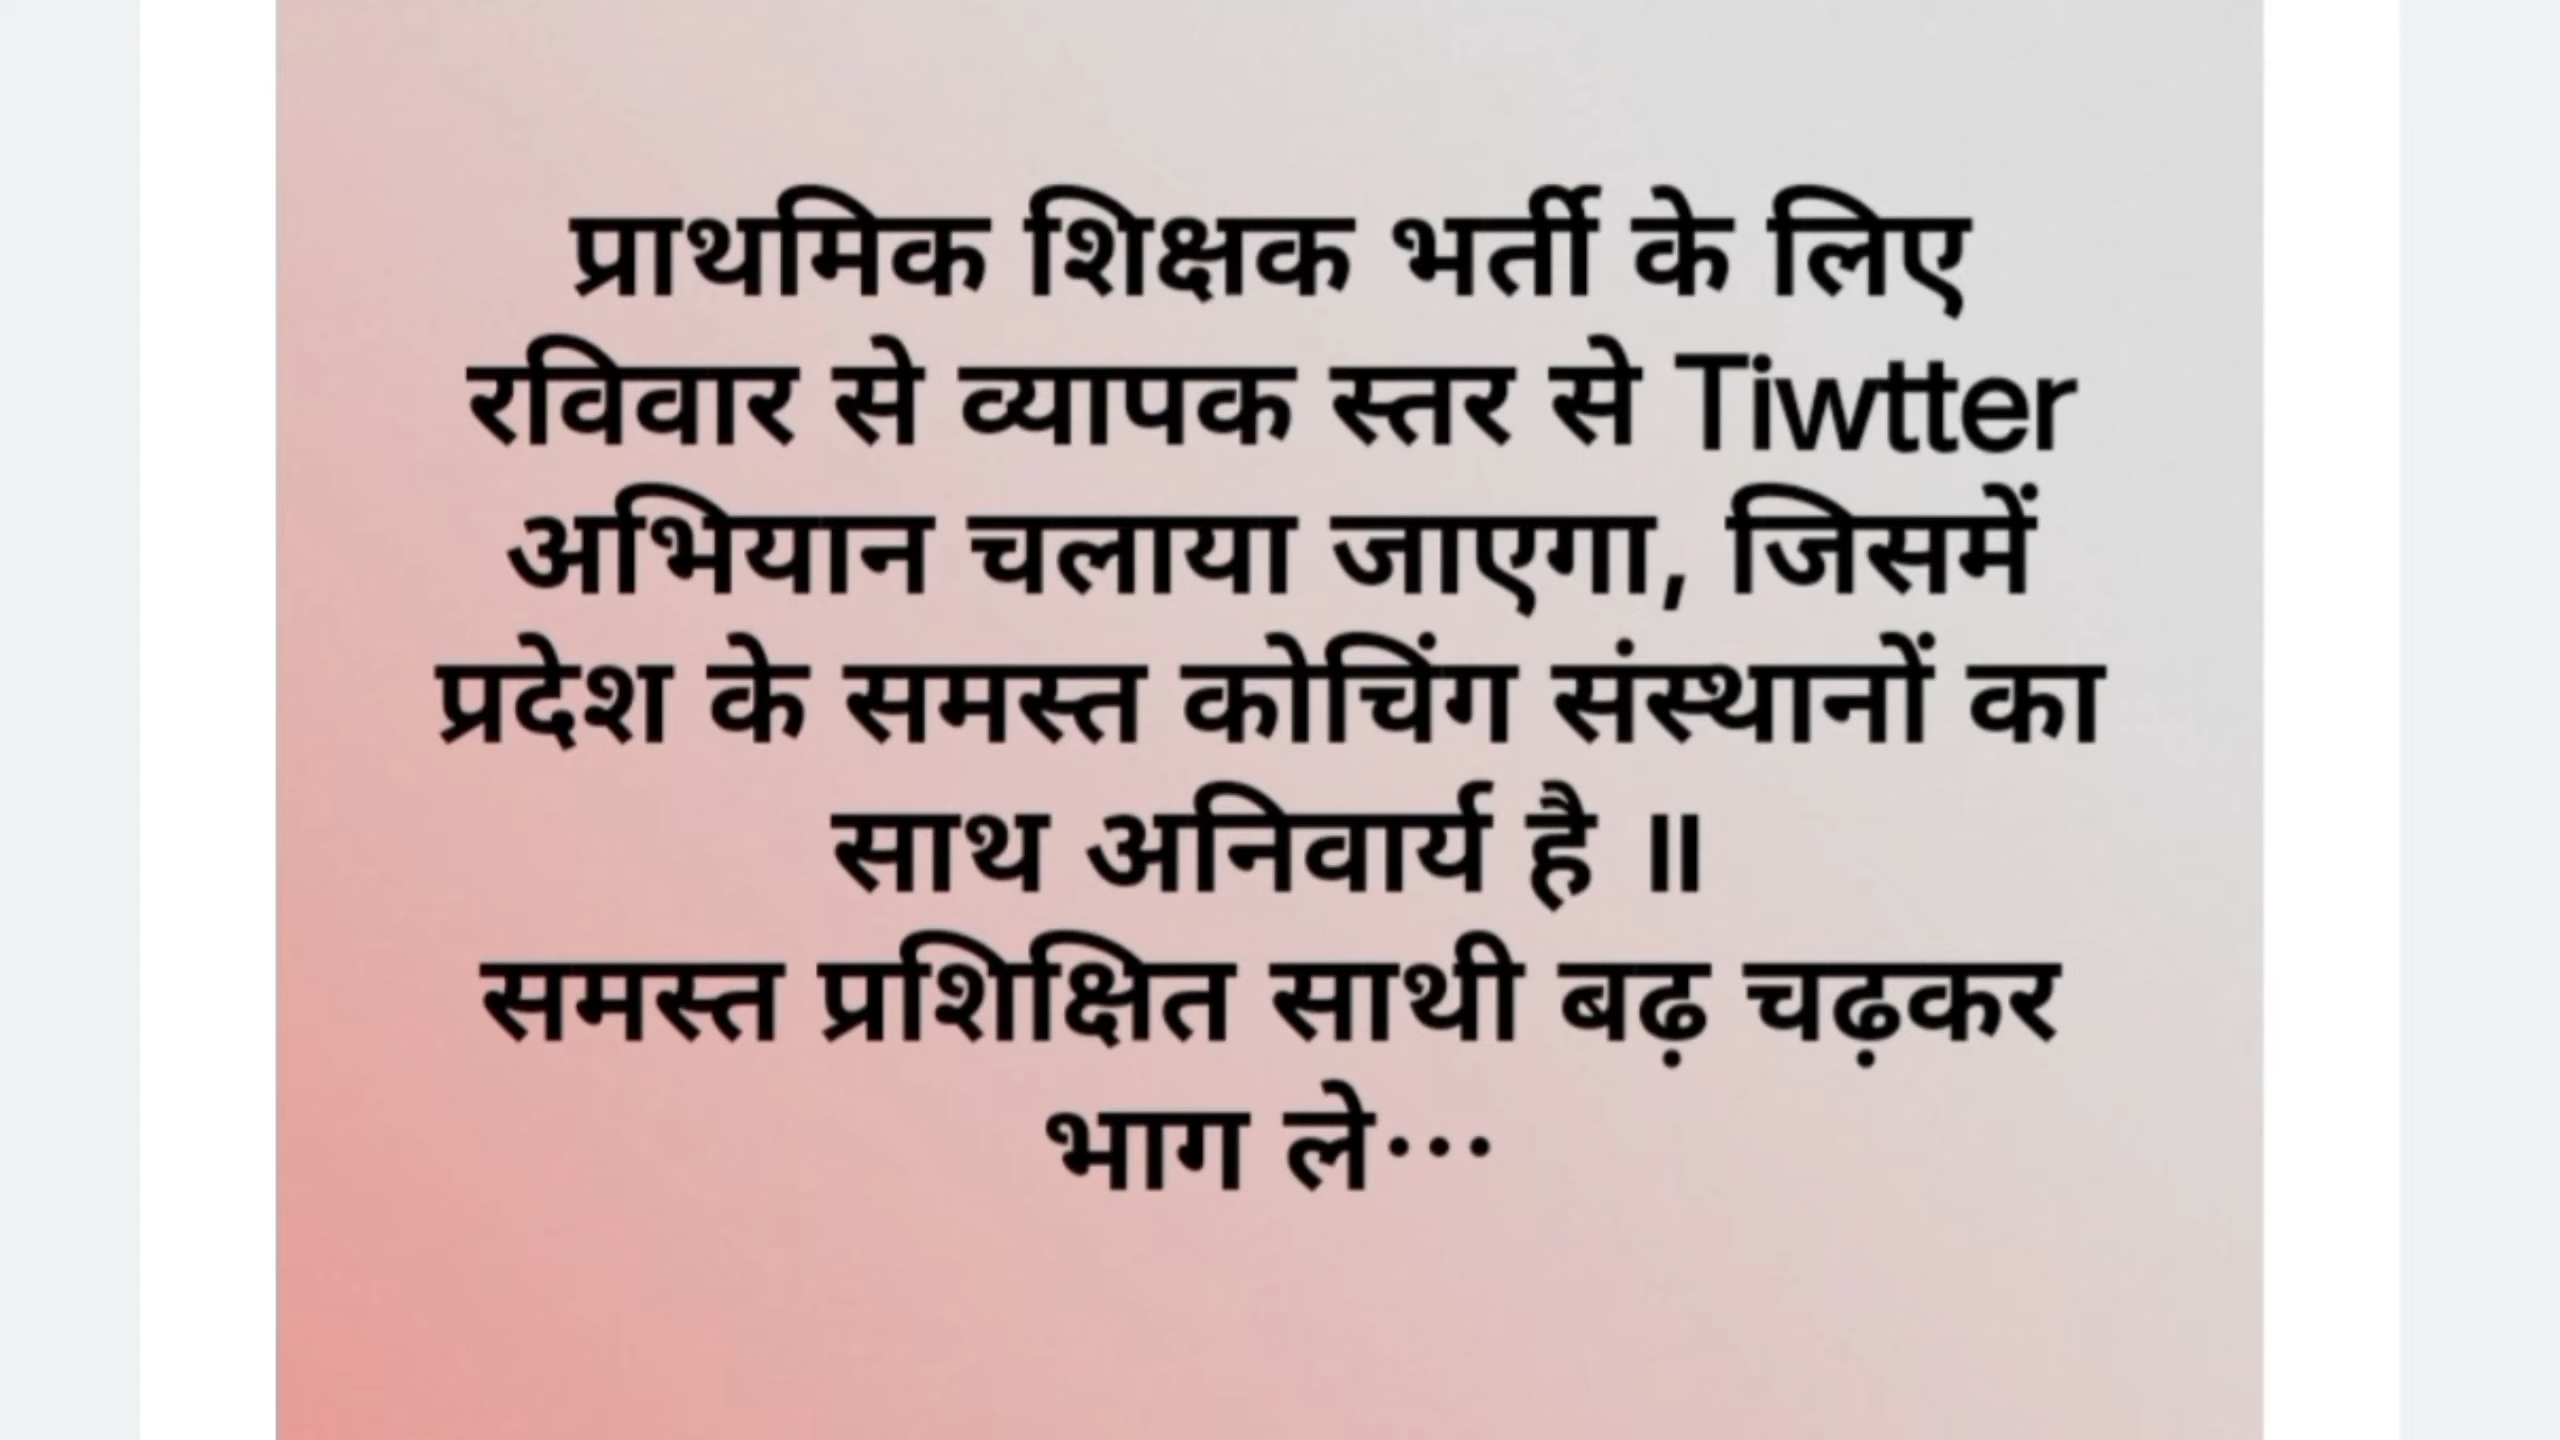 प्राथमिक शिक्षक भर्ती के लिए
रविवार से व्यापक स्तर से Tiwtter
अभियान चलाया जाएगा, जिसमें
प्रदेश के समस्त कोचिंग संस्थानों का
साथ अनिवार्य है ॥
समस्त प्रशिक्षित साथी बढ़ चढ़कर
भाग ले…